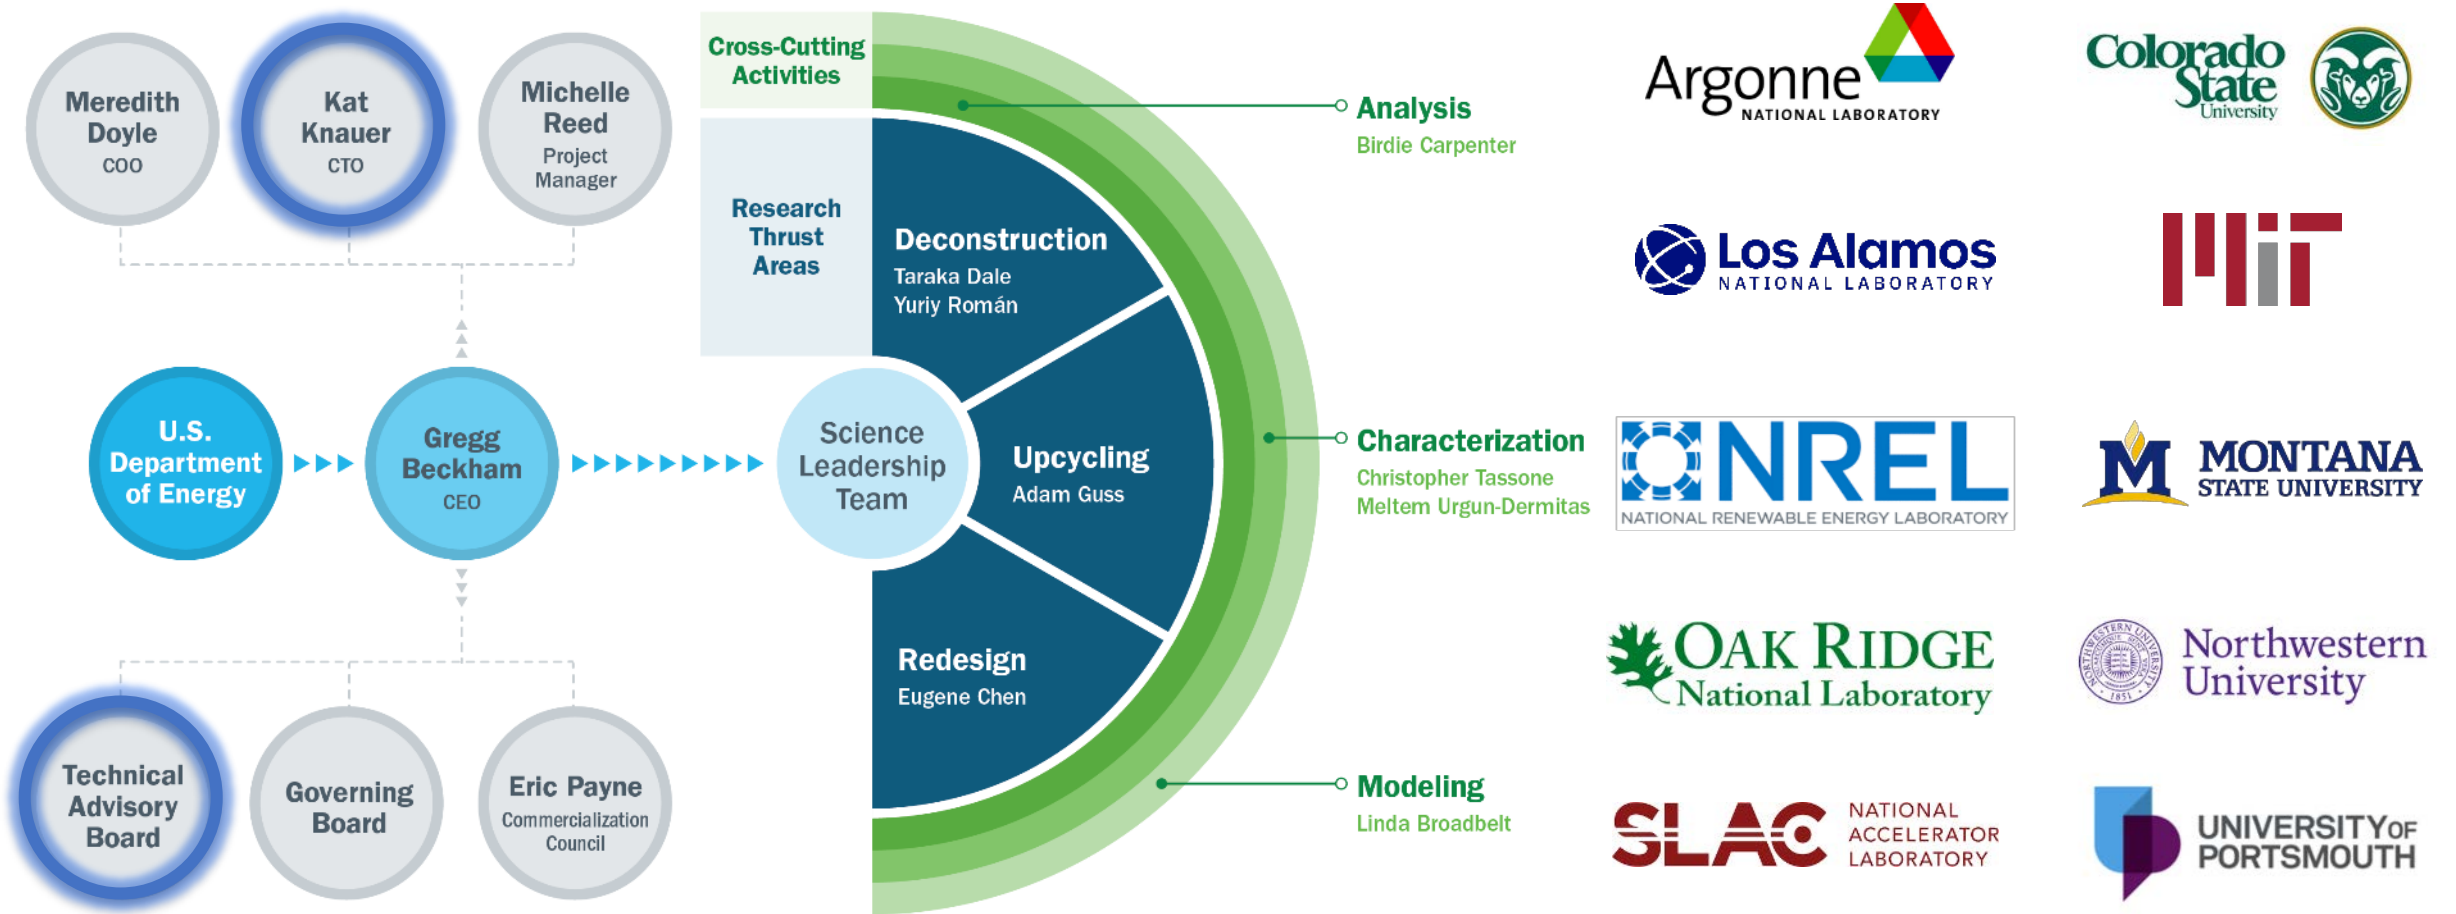 Meredith
Doyle
COO
Kat
Knauer
CTO
Michelle
Reed
Project
Manager
U.S.
Department
of Energy
Gregg
Beckham
CEO
Technical
Advisory
Board
Governing
Board
Eric Payne
Commercialization
Council
Cross-Cutting
Activities
Research
Thrust
Areas
Science
Leadership
Team
Deconstruction
Taraka Dale
Yuriy Román
Upcycling
Adam Guss
Redesign
Eugene Chen
Analysis
Birdie Carpenter
Characterization
Christopher Tassone
Meltem Urgun-Dermitas
Modeling
Linda Broadbelt
Argonne
NATIONAL LABORATORY
Colorado
State
University
Los Alamos
NATIONAL LABORATORY
MiT
NREL
NATIONAL RENEWABLE ENERGY LABORATORY
M
MONTANA
STATE UNIVERSITY
OAK RIDGE
National Laboratory
NORTHWESTERN
UNIVERSITY
1851
Northwestern
University
SLAC
NATIONAL
ACCELERATOR
LABORATORY
UNIVERSITY OF
PORTSMOUTH